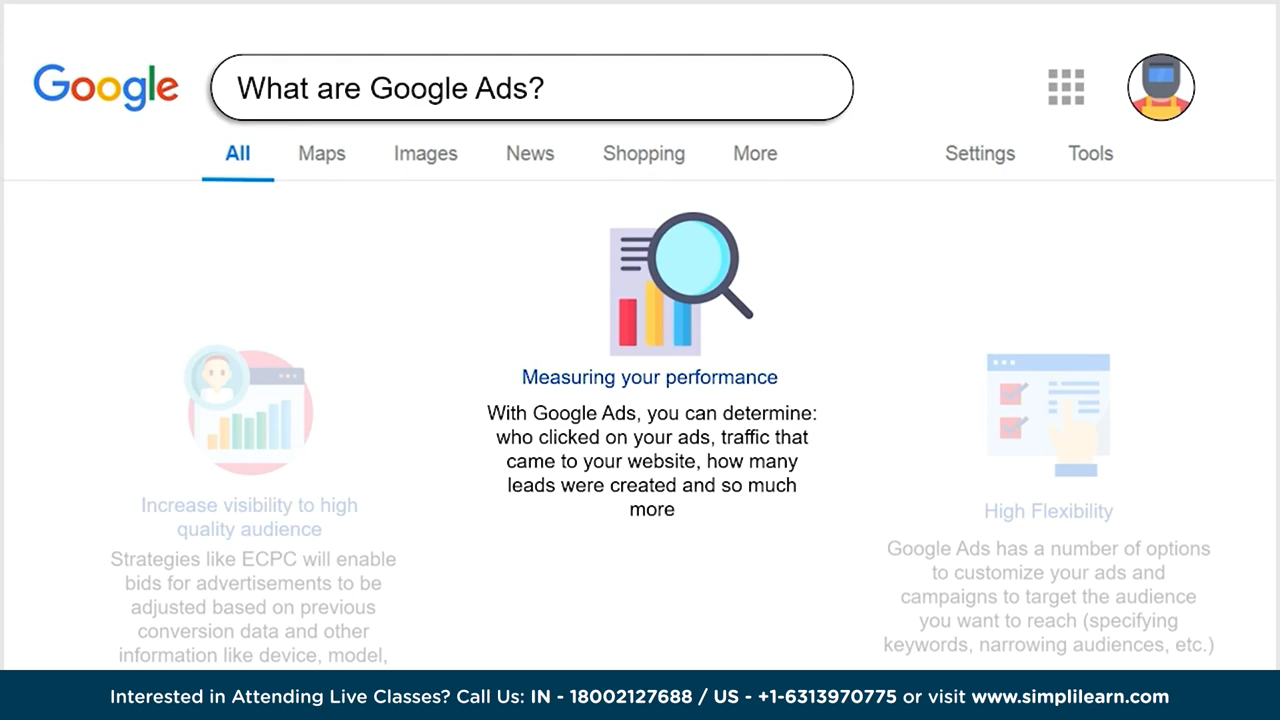 Google
What are Google Ads?
All Maps Images News Shopping More Settings Tools
Measuring your performance
With Google Ads, you can determine:
who clicked on your ads, traffic that
came to your website, how many
leads were created and so much
more
Increase visibility to high
quality audience
Strategies like ECPC will enable
bids for advertisements to be
adjusted based on previous
conversion data and other
information like device, model,
High Flexibility
Google Ads has a number of options
to customize your ads and
campaigns to target the audience
you want to reach (specifying
keywords, narrowing audiences, etc.)
Interested in Attending Live Classes? Call Us: IN - 18002127688 / US - +1-6313970775 or visit www.simplilearn.com